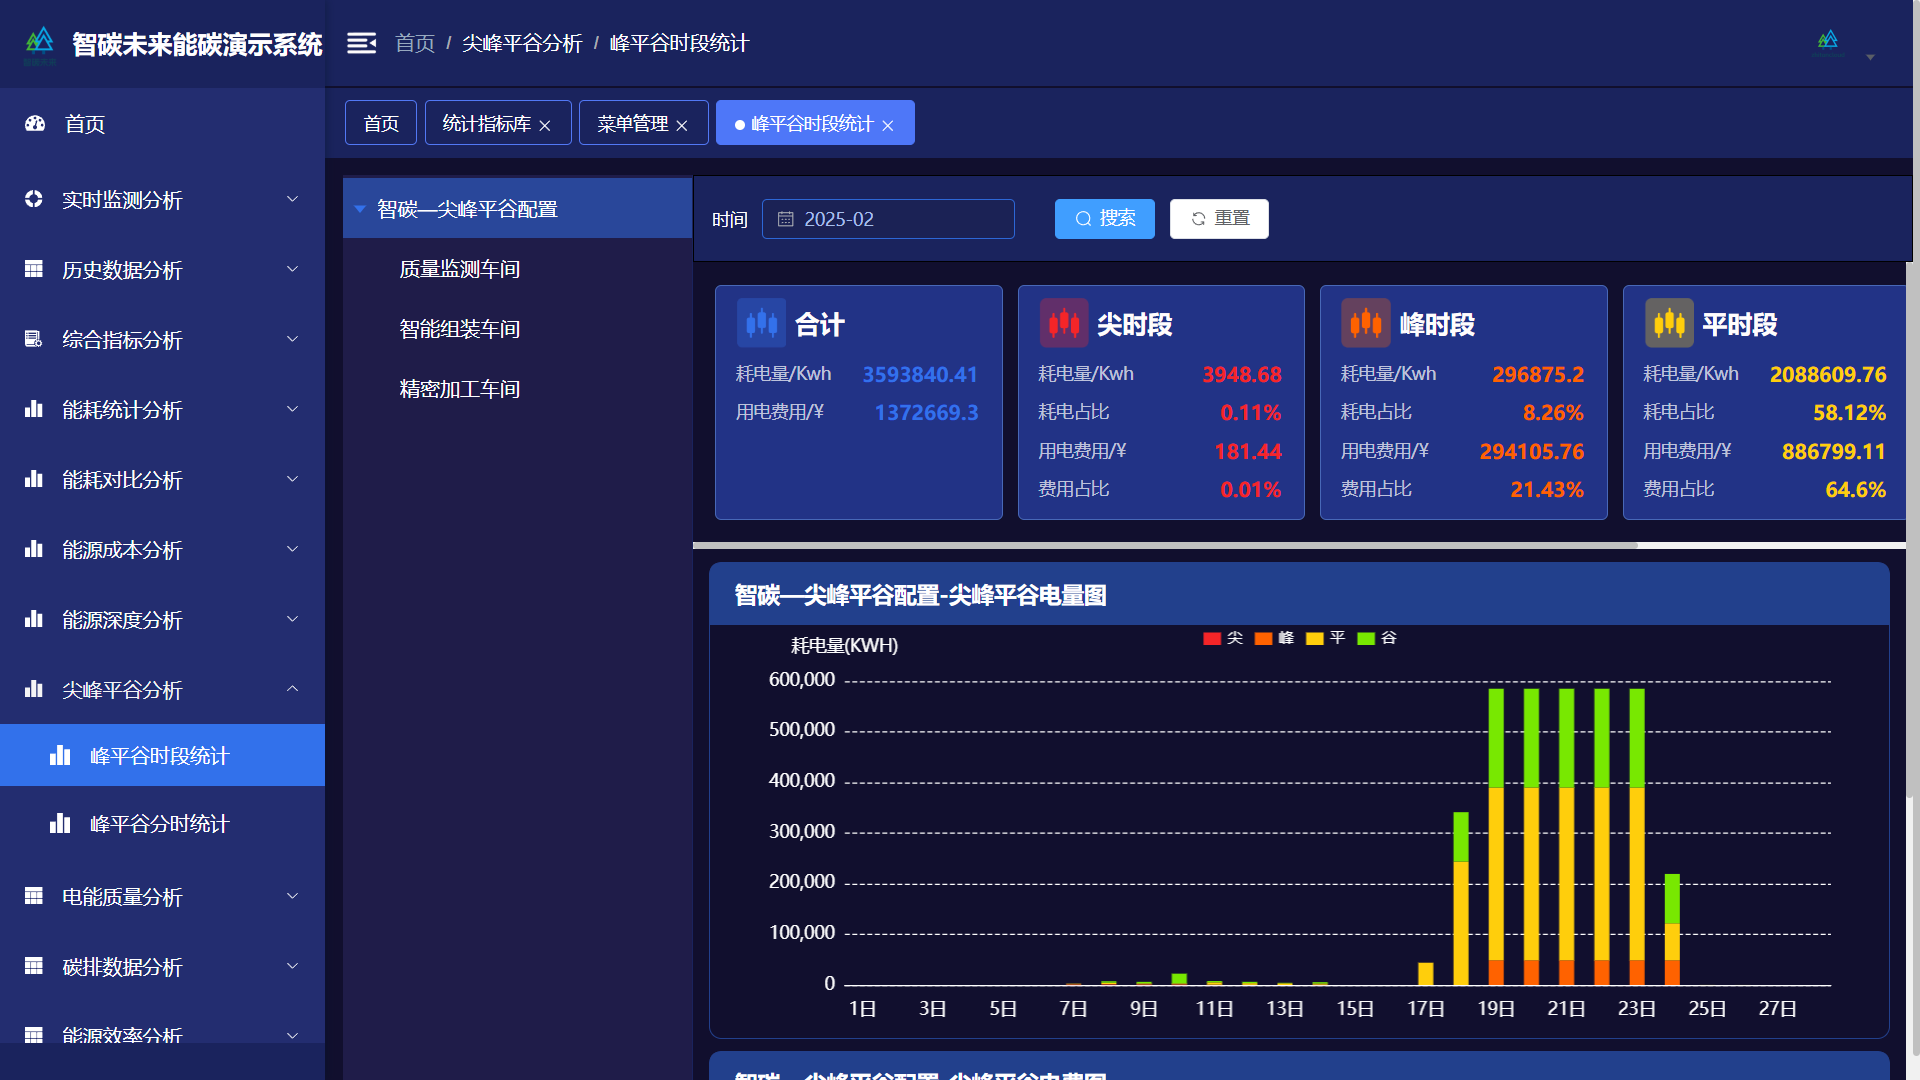 智碳未来能碳演示系统
首页 / 尖峰平谷分析 / 峰平谷时段统计
首页
统计指标库
菜单管理
峰平谷时段统计
首页
实时监测分析
历史数据分析
综合指标分析
能耗统计分析
能耗对比分析
能源成本分析
能源深度分析
尖峰平谷分析
峰平谷时段统计
峰平谷分时统计
电能质量分析
碳排数据分析
能源效率分析
智碳—尖峰平谷配置
质量监测车间
智能组装车间
精密加工车间
时间 2025-02 搜索 重置
合计
耗电量/Kwh 3593840.41
用电费用/¥ 1372669.3
尖时段
耗电量/Kwh 3948.68
耗电占比 0.11%
用电费用/¥ 181.44
费用占比 0.01%
峰时段
耗电量/Kwh 296875.2
耗电占比 8.26%
用电费用/¥ 294105.76
费用占比 21.43%
平时段
耗电量/Kwh 2088609.76
耗电占比 58.12%
用电费用/¥ 886799.11
费用占比 64.6%
智碳—尖峰平谷配置-尖峰平谷电量图
耗电量(KWH)
尖 峰 平 谷
600,000
500,000
400,000
300,000
200,000
100,000
0
1日 3日 5日 7日 9日 11日 13日 15日 17日 19日 21日 23日 25日 27日
智碳—尖峰平谷配置-尖峰平谷电费图